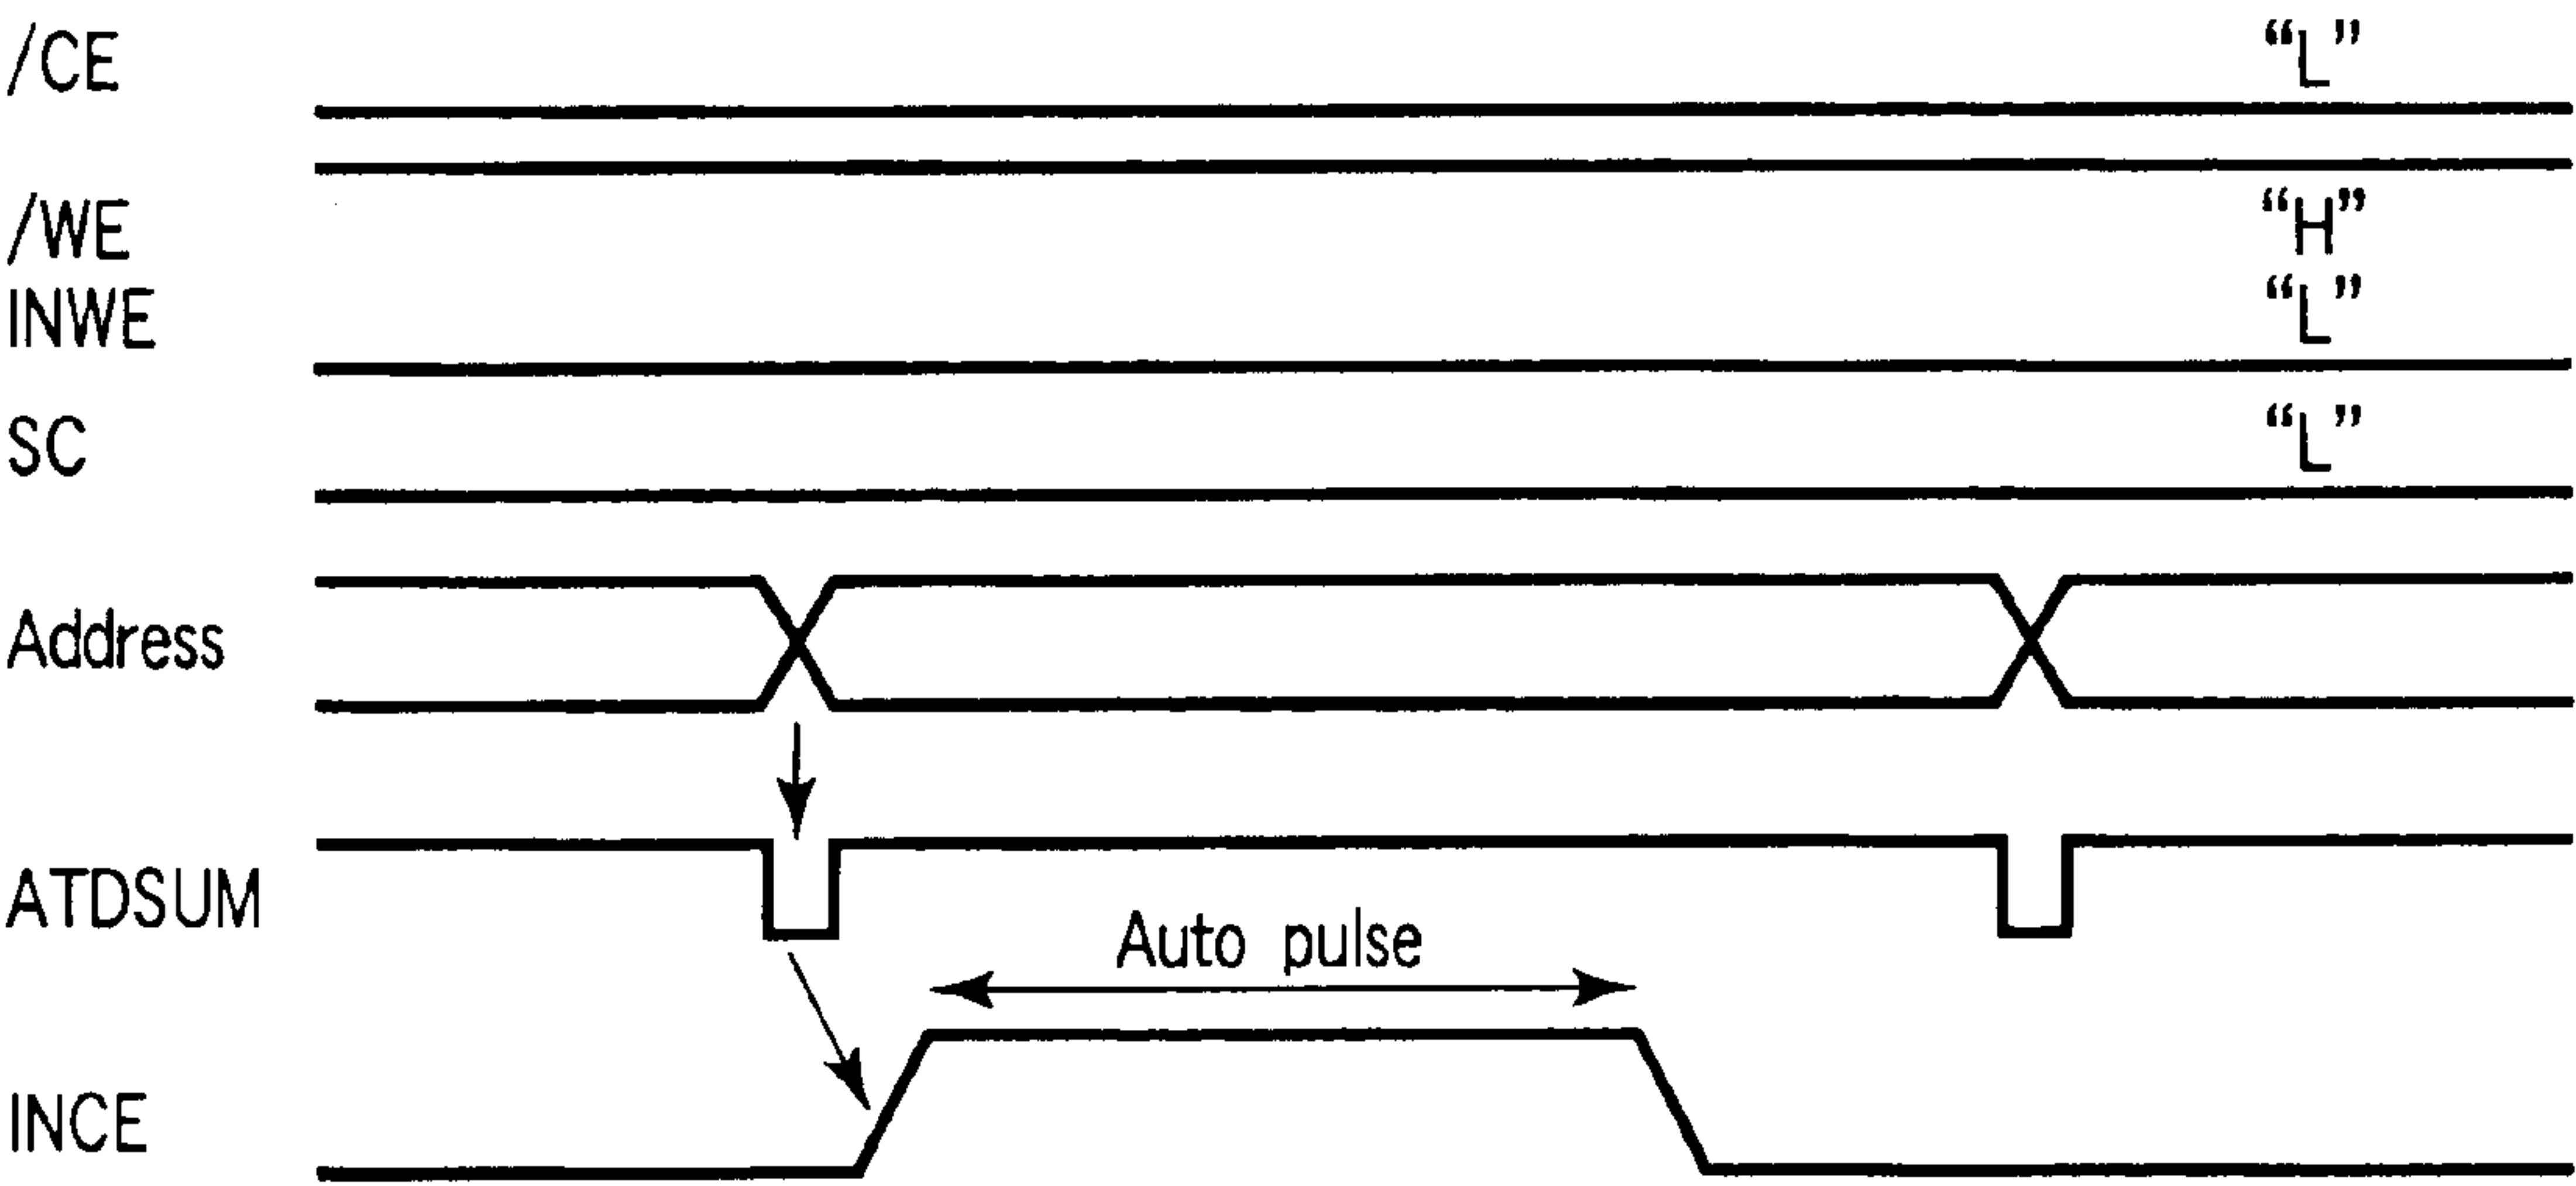 /CE “L”
/WE “H”
INWE “L”
SC “L”
Address
ATDSUM
Auto pulse
INCE